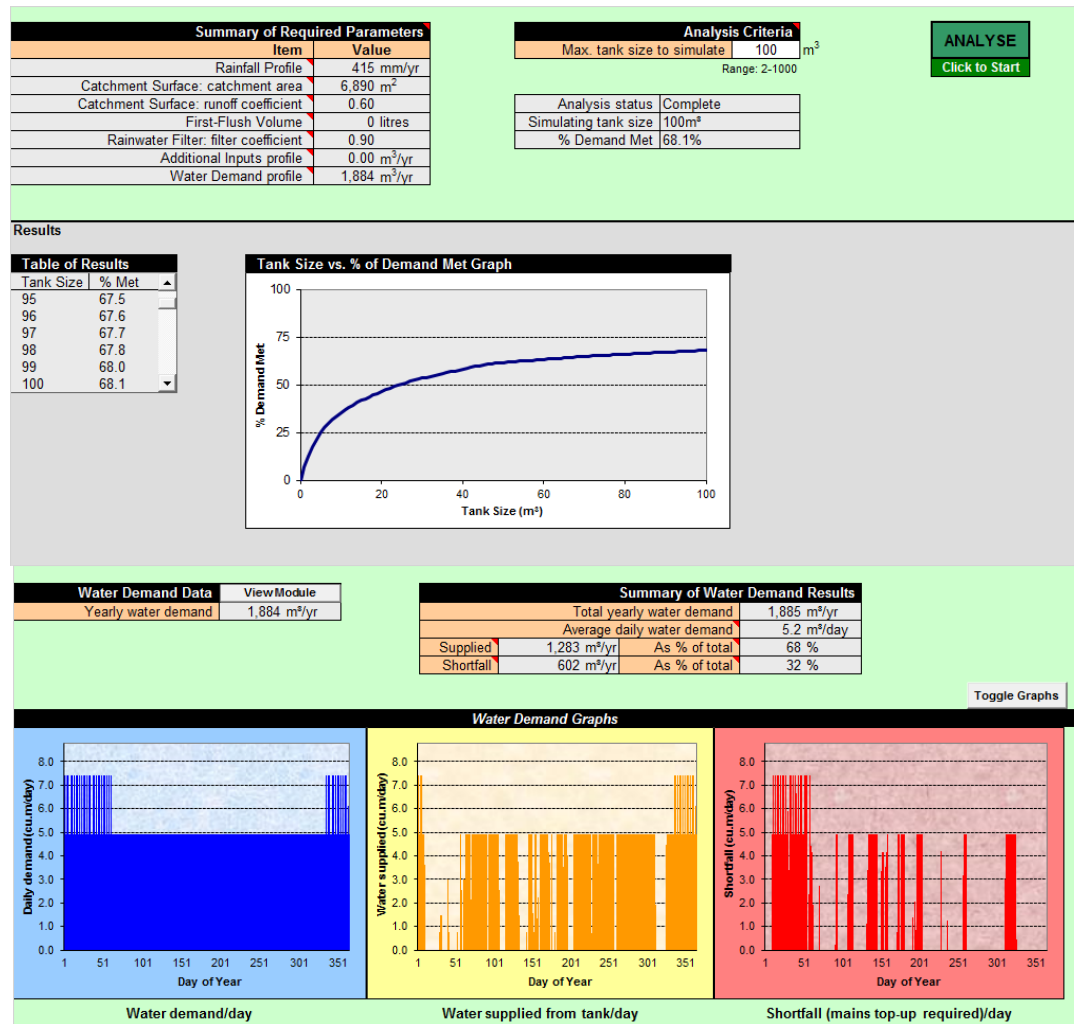 Summary of Required Parameters
Item Value
Rainfall Profile 415 mm/yr
Catchment Surface: catchment area 6,890 m²
Catchment Surface: runoff coefficient 0.60
First-Flush Volume 0 litres
Rainwater Filter: filter coefficient 0.90
Additional Inputs profile 0.00 m³/yr
Water Demand profile 1,884 m³/yr
Analysis Criteria
Max. tank size to simulate 100 m³
Range: 2-1000
Analysis status Complete
Simulating tank size 100m³
% Demand Met 68.1%
ANALYSE
Click to Start
Results
Table of Results
Tank Size % Met
95 67.5
96 67.6
97 67.7
98 67.8
99 68.0
100 68.1
Tank Size vs. % of Demand Met Graph
% Demand Met
100
75
50
25
0
0 20 40 60 80 100
Tank Size (m³)
Water Demand Data View Module
Yearly water demand 1,884 m³/yr
Summary of Water Demand Results
Total yearly water demand 1,885 m³/yr
Average daily water demand 5.2 m³/day
Supplied 1,283 m³/yr As % of total 68 %
Shortfall 602 m³/yr As % of total 32 %
Toggle Graphs
Water Demand Graphs
Daily demand (cu.m/day)
8.0
7.0
6.0
5.0
4.0
3.0
2.0
1.0
0.0
1 51 101 151 201 251 301 351
Day of Year
Water demand/day
Water supplied (cu.m/day)
8.0
7.0
6.0
5.0
4.0
3.0
2.0
1.0
0.0
1 51 101 151 201 251 301 351
Day of Year
Water supplied from tank/day
Shortfall (cu.m/day)
8.0
7.0
6.0
5.0
4.0
3.0
2.0
1.0
0.0
1 51 101 151 201 251 301 351
Day of Year
Shortfall (mains top-up required)/day